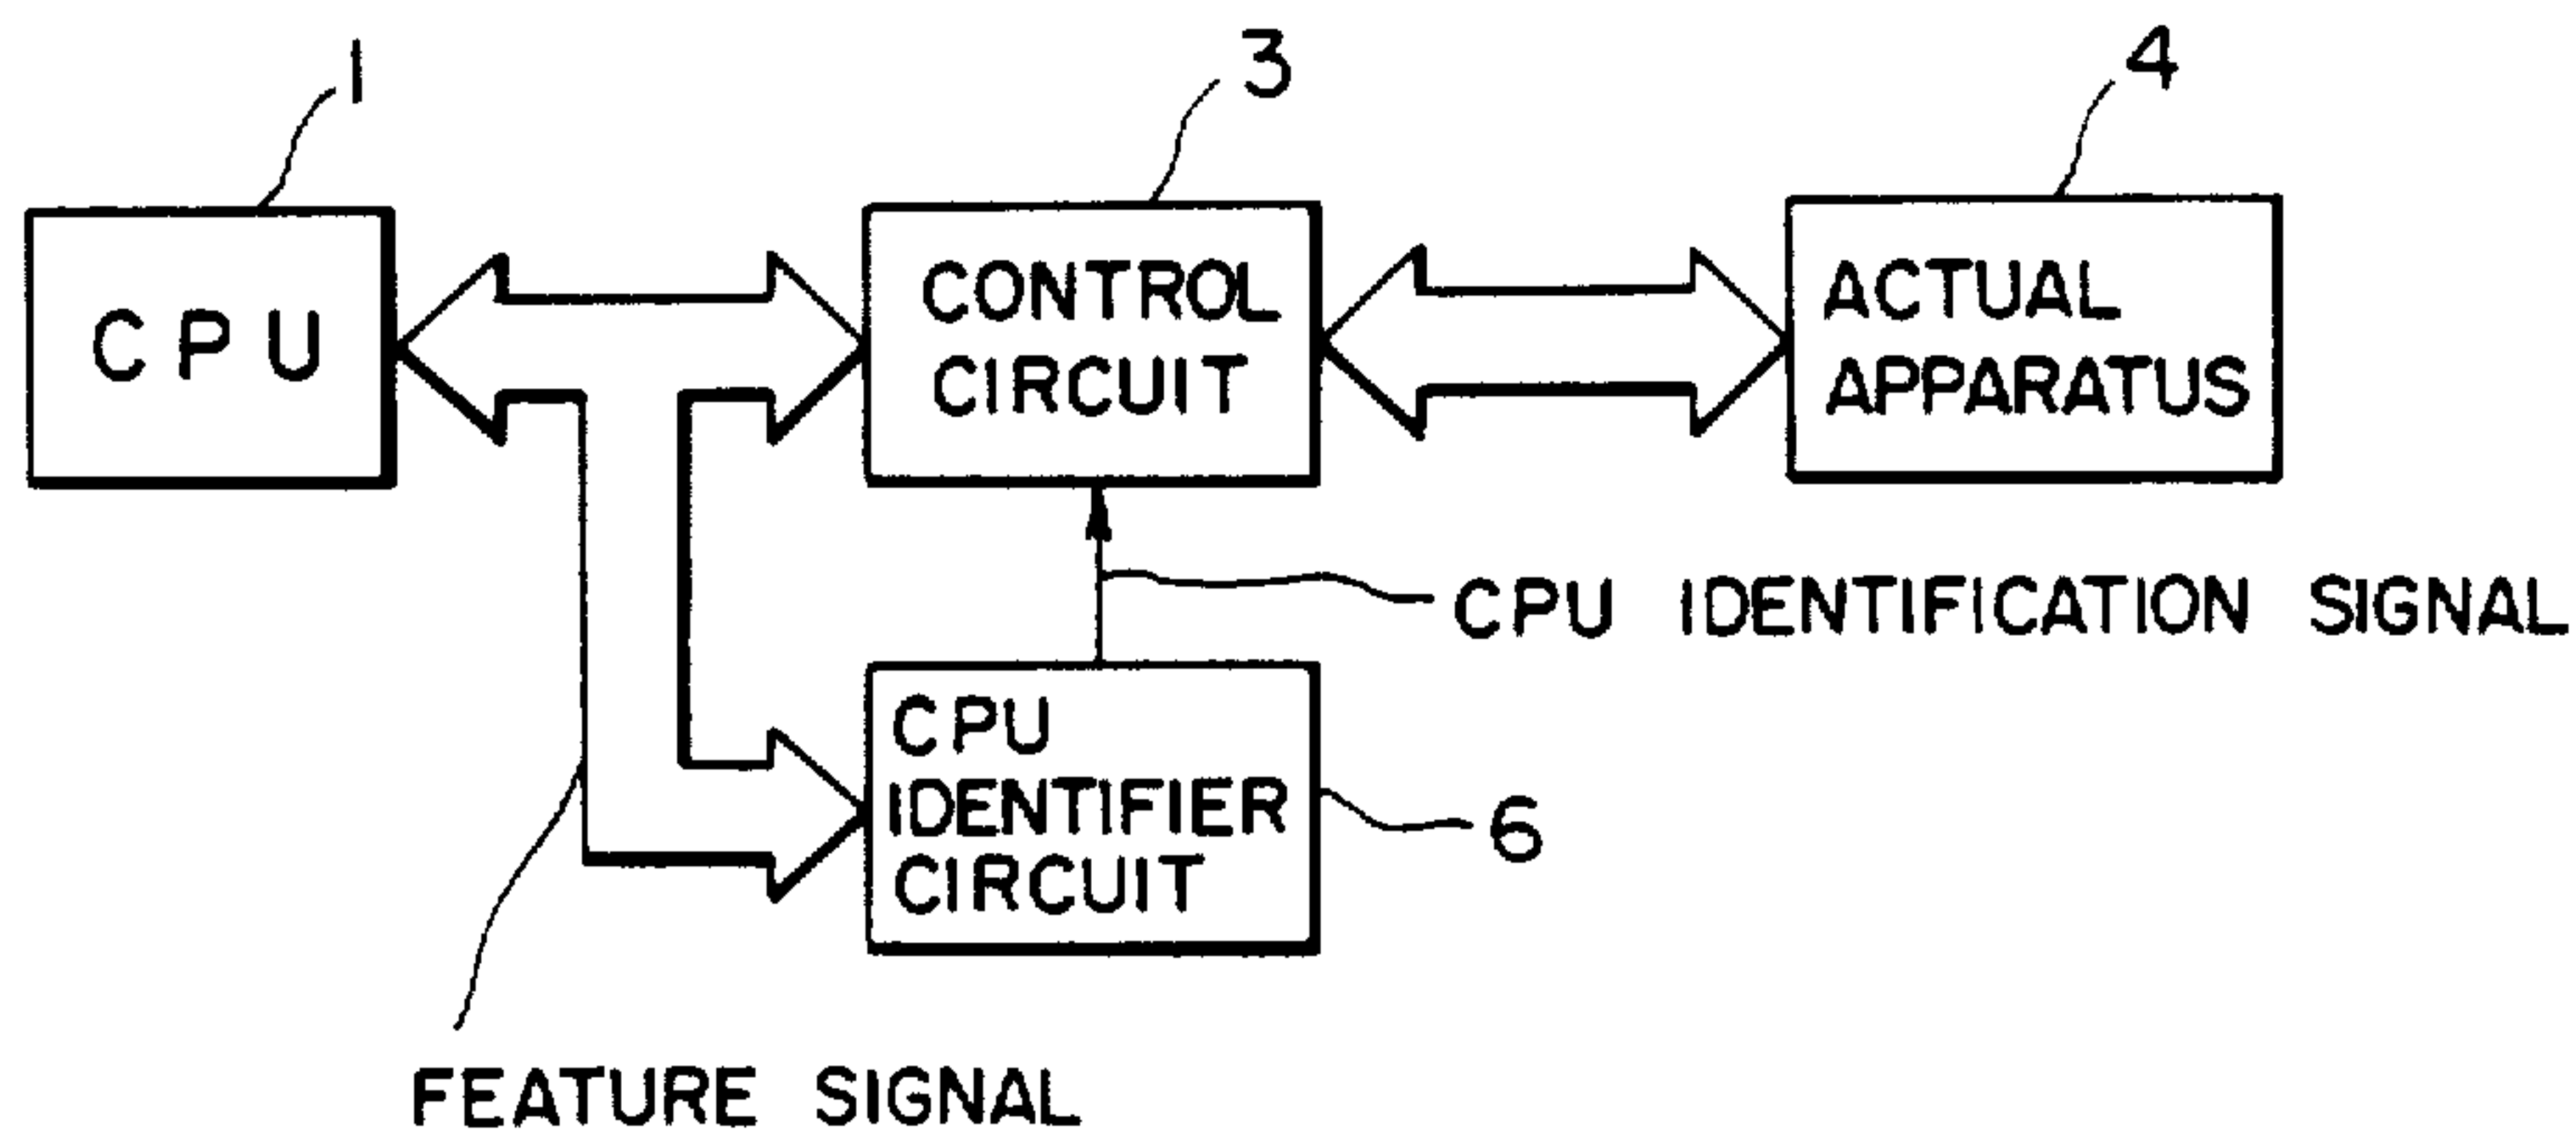 1
3
4
CPU
CONTROL
CIRCUIT
ACTUAL
APPARATUS
CPU IDENTIFICATION SIGNAL
CPU
IDENTIFIER
CIRCUIT
6
FEATURE SIGNAL